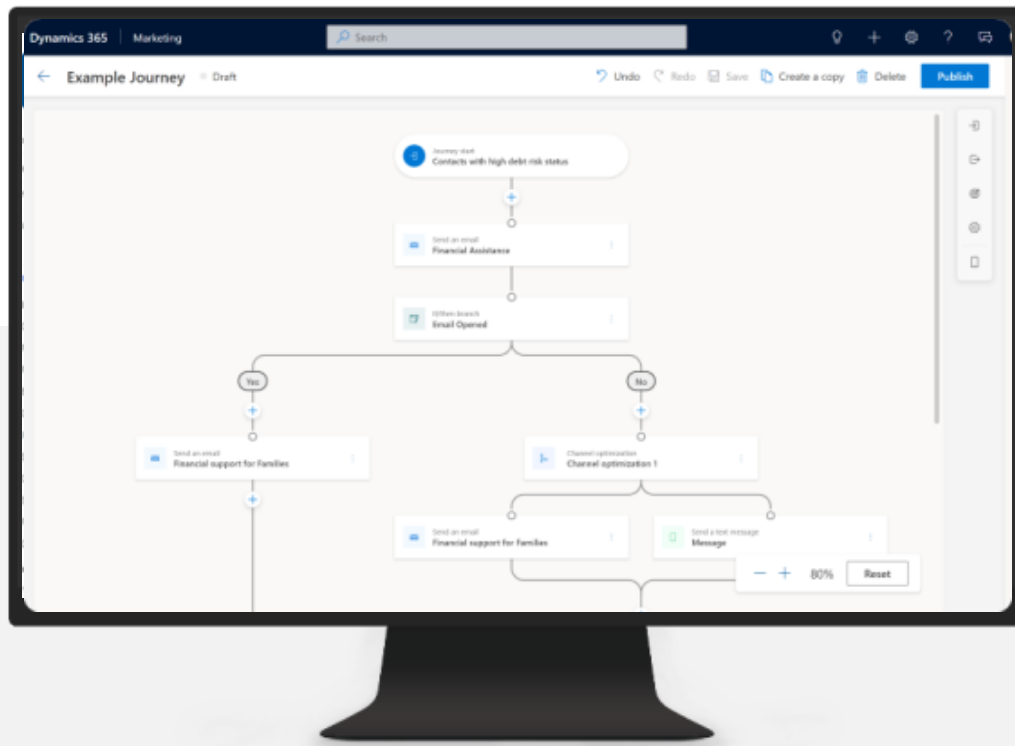 Dynamics 365 Marketing Search
Example Journey Draft Undo Redo Save Create a copy Delete Publish
Journey start
Contacts with high debt risk status
Send an email
Financial Assistance
If/then branch
Email Opened
Yes No
Send an email
Financial support for Families
Channel optimization
Channel optimization 1
Send an email
Financial support for Families
Send a text message
Message
80% Reset